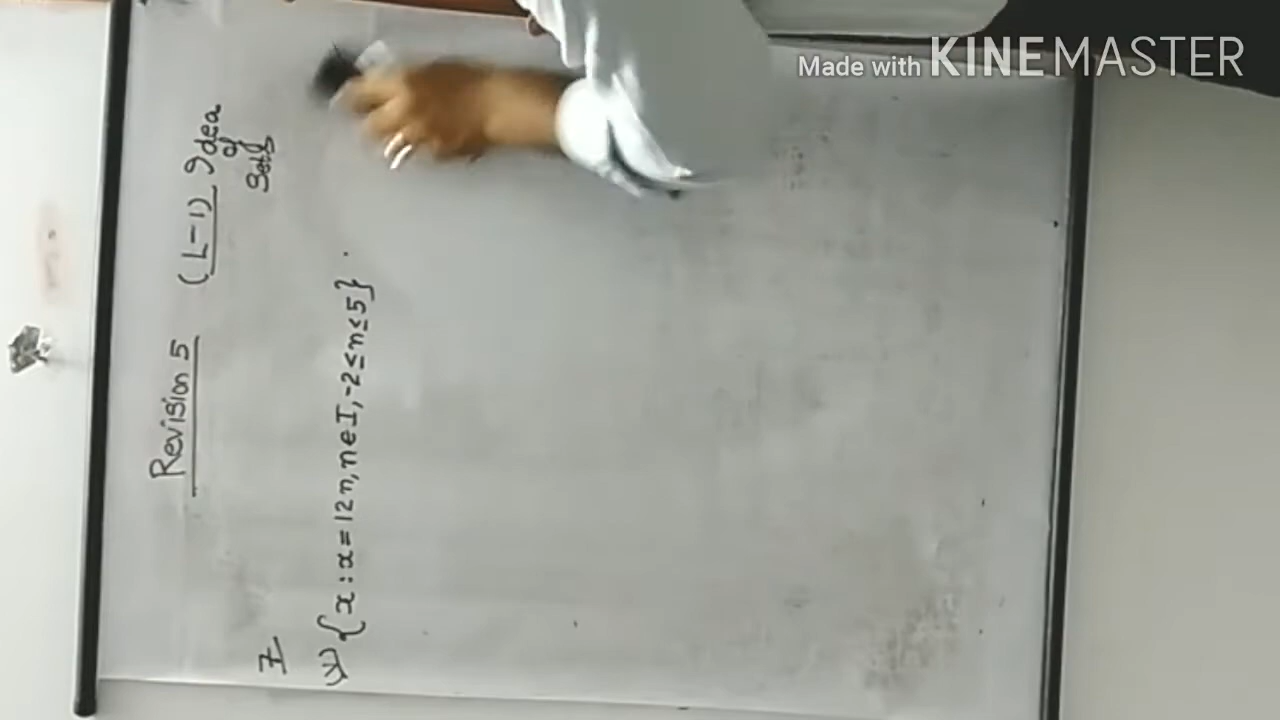 Made with KINEMASTER
Revision 5 (L-1) Idea
of
Sets
I
(v) {x : x = 12n, n∈I, -2≤n≤5}.